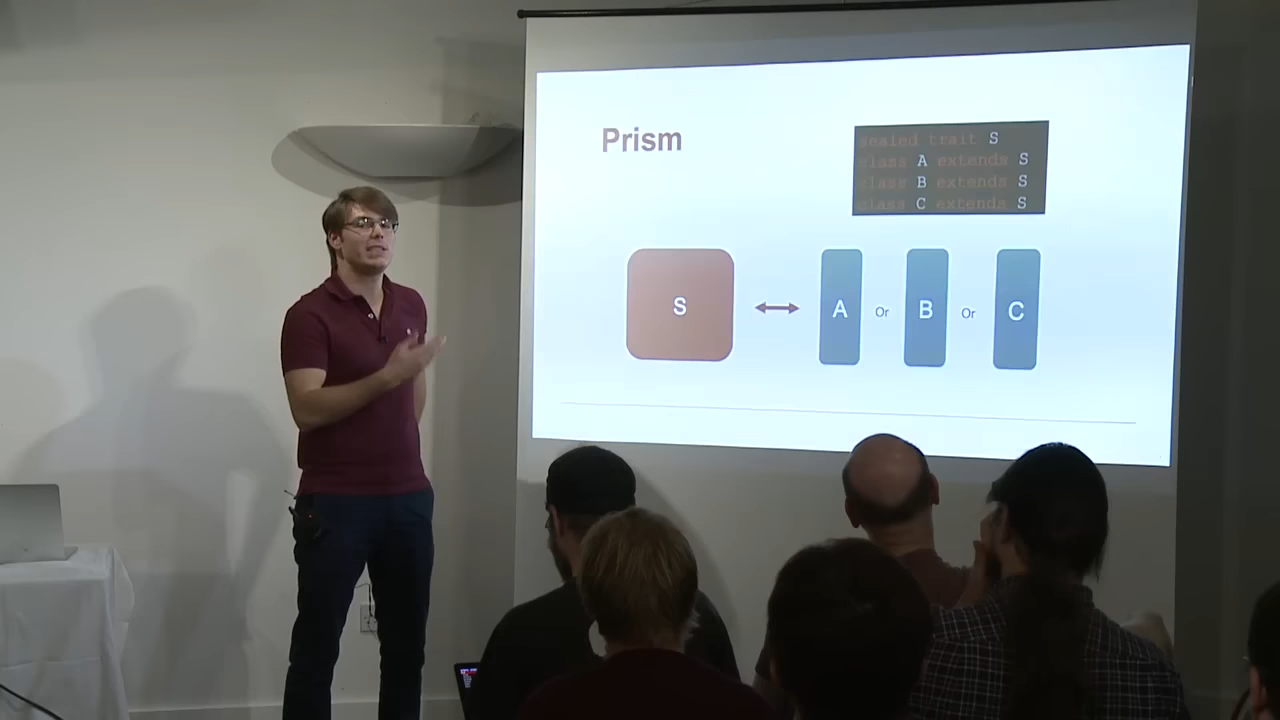 Prism
sealed trait S
class A extends S
class B extends S
class C extends S
S A Or B Or C